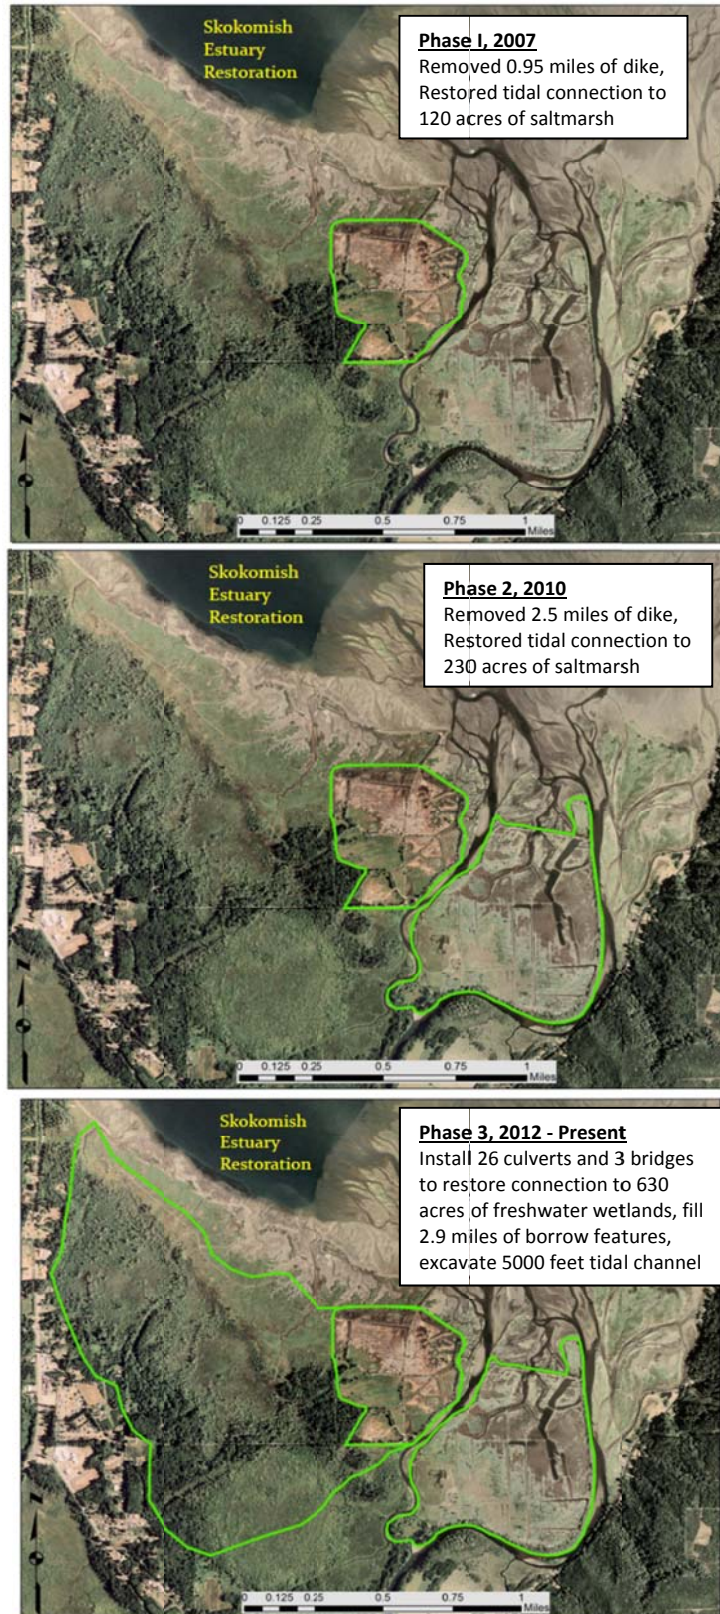 Skokomish
Estuary
Restoration
Phase I, 2007
Removed 0.95 miles of dike,
Restored tidal connection to
120 acres of saltmarsh
N
0 0.125 0.25 0.5 0.75 1
Miles
Skokomish
Estuary
Restoration
Phase 2, 2010
Removed 2.5 miles of dike,
Restored tidal connection to
230 acres of saltmarsh
N
0 0.125 0.25 0.5 0.75 1
Miles
Skokomish
Estuary
Restoration
Phase 3, 2012 - Present
Install 26 culverts and 3 bridges
to restore connection to 630
acres of freshwater wetlands, fill
2.9 miles of borrow features,
excavate 5000 feet tidal channel
N
0 0.125 0.25 0.5 0.75 1
Miles